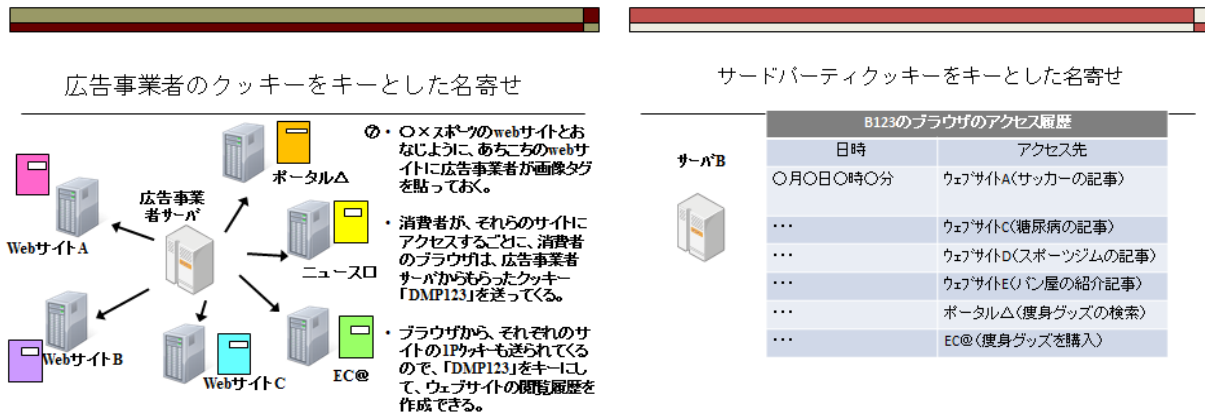 広告事業者のクッキーをキーとした名寄せ
広告事業
者サーバ
ポータル△
WebサイトA
ニュース口
WebサイトB
WebサイトC
EC@
⑦・〇×スポーツのwebサイトとお
なじように、あちこちのwebサ
イトに広告事業者が画像タグ
を貼っておく。
・消費者が、それらのサイトに
アクセスするごとに、消費者
のブラウザは、広告事業者
サーバからもらったクッキー
「DMP123」を送ってくる。
・ブラウザから、それぞれのサ
イトの1Pクッキーも送られてくる
ので、「DMP123」をキーにし
て、ウェブサイトの閲覧履歴を
作成できる。
サードパーティクッキーをキーとした名寄せ
サーバB
B123のブラウザのアクセス履歴
日時 アクセス先
〇月〇日〇時〇分 ウェブサイトA(サッカーの記事)
… ウェブサイトC(糖尿病の記事)
… ウェブサイトD(スポーツジムの記事)
… ウェブサイトE(パン屋の紹介記事)
… ポータル△(痩身グッズの検索)
… EC@(痩身グッズを購入)